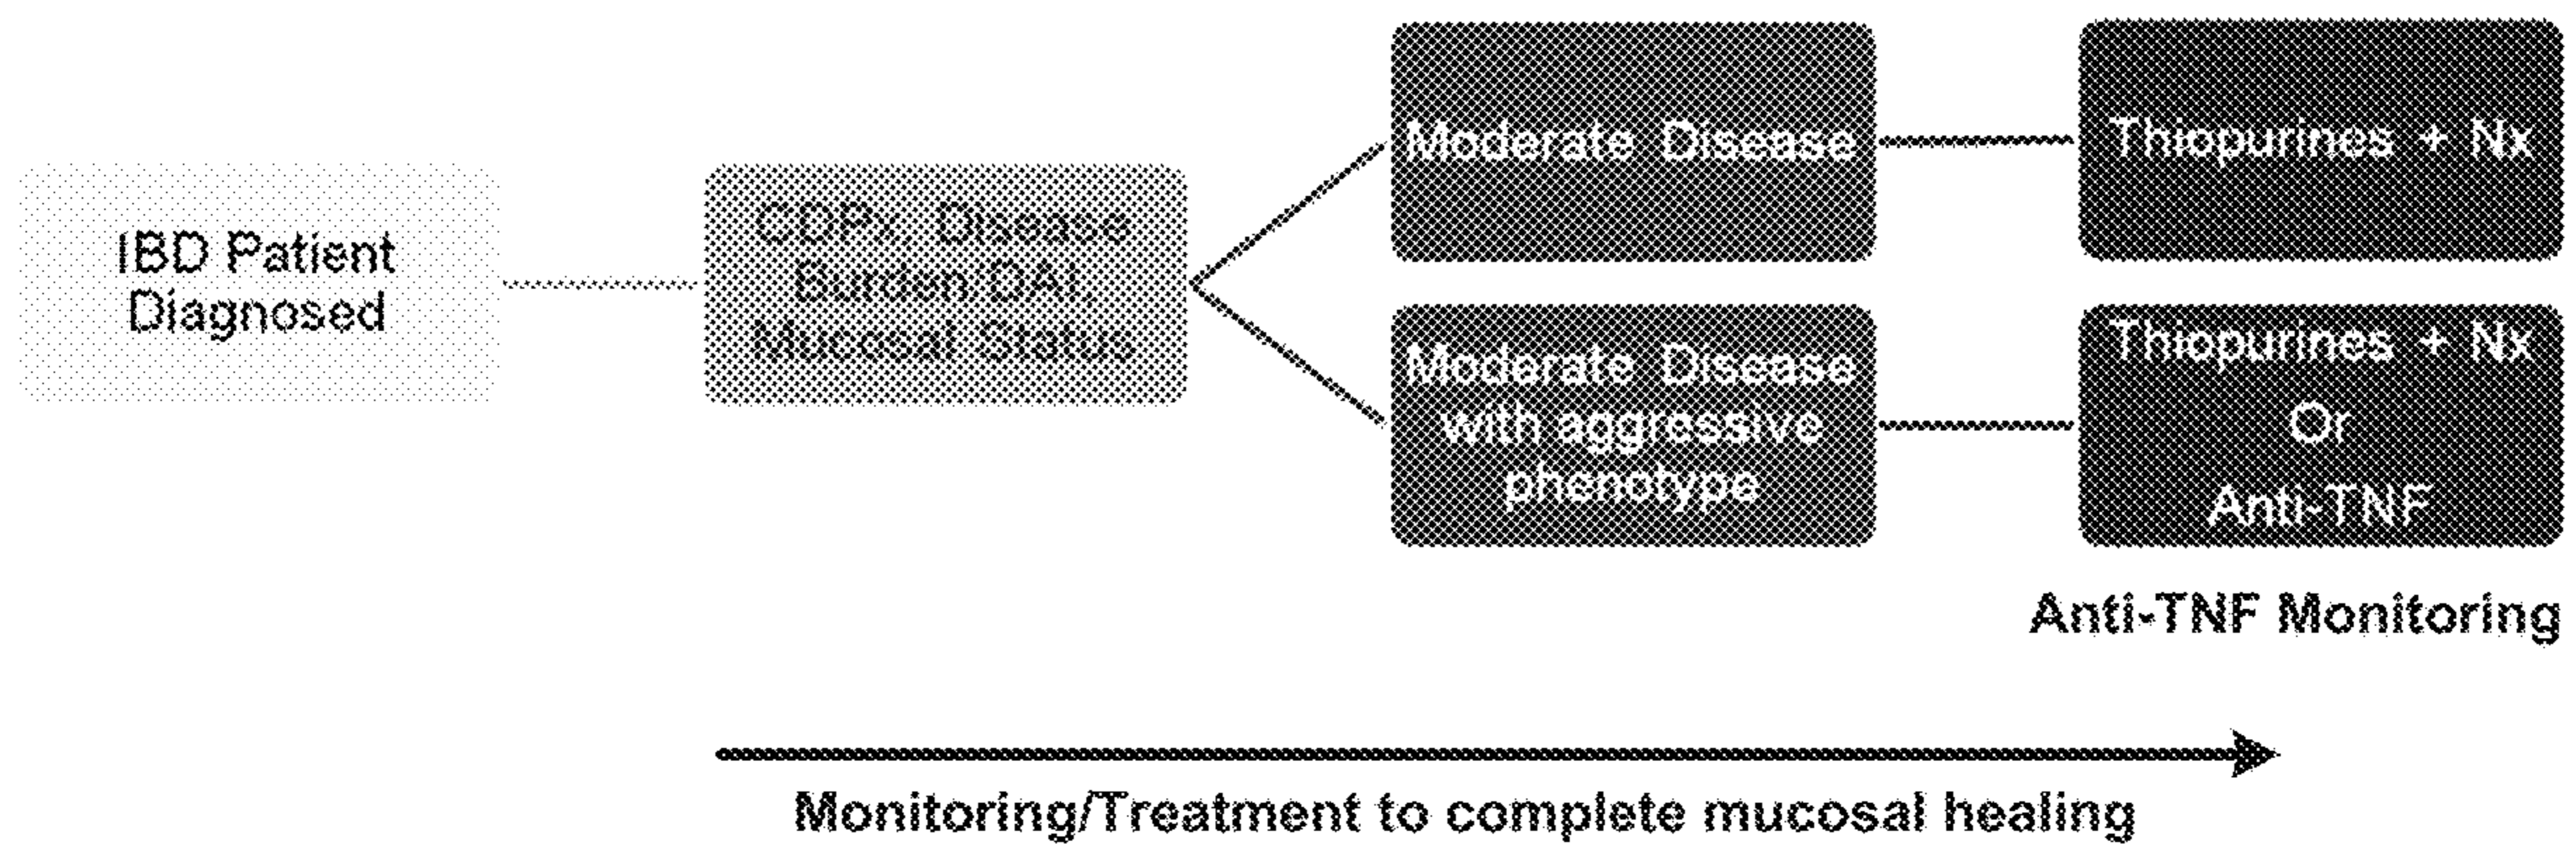 IBD Patient
Diagnosed
CDPx, Disease
Burden/DAI,
Mucosal Status
Moderate Disease
Thiopurines + Nx
Moderate Disease
with aggressive
phenotype
Thiopurines + Nx
Or
Anti-TNF
Anti-TNF Monitoring
Monitoring/Treatment to complete mucosal healing